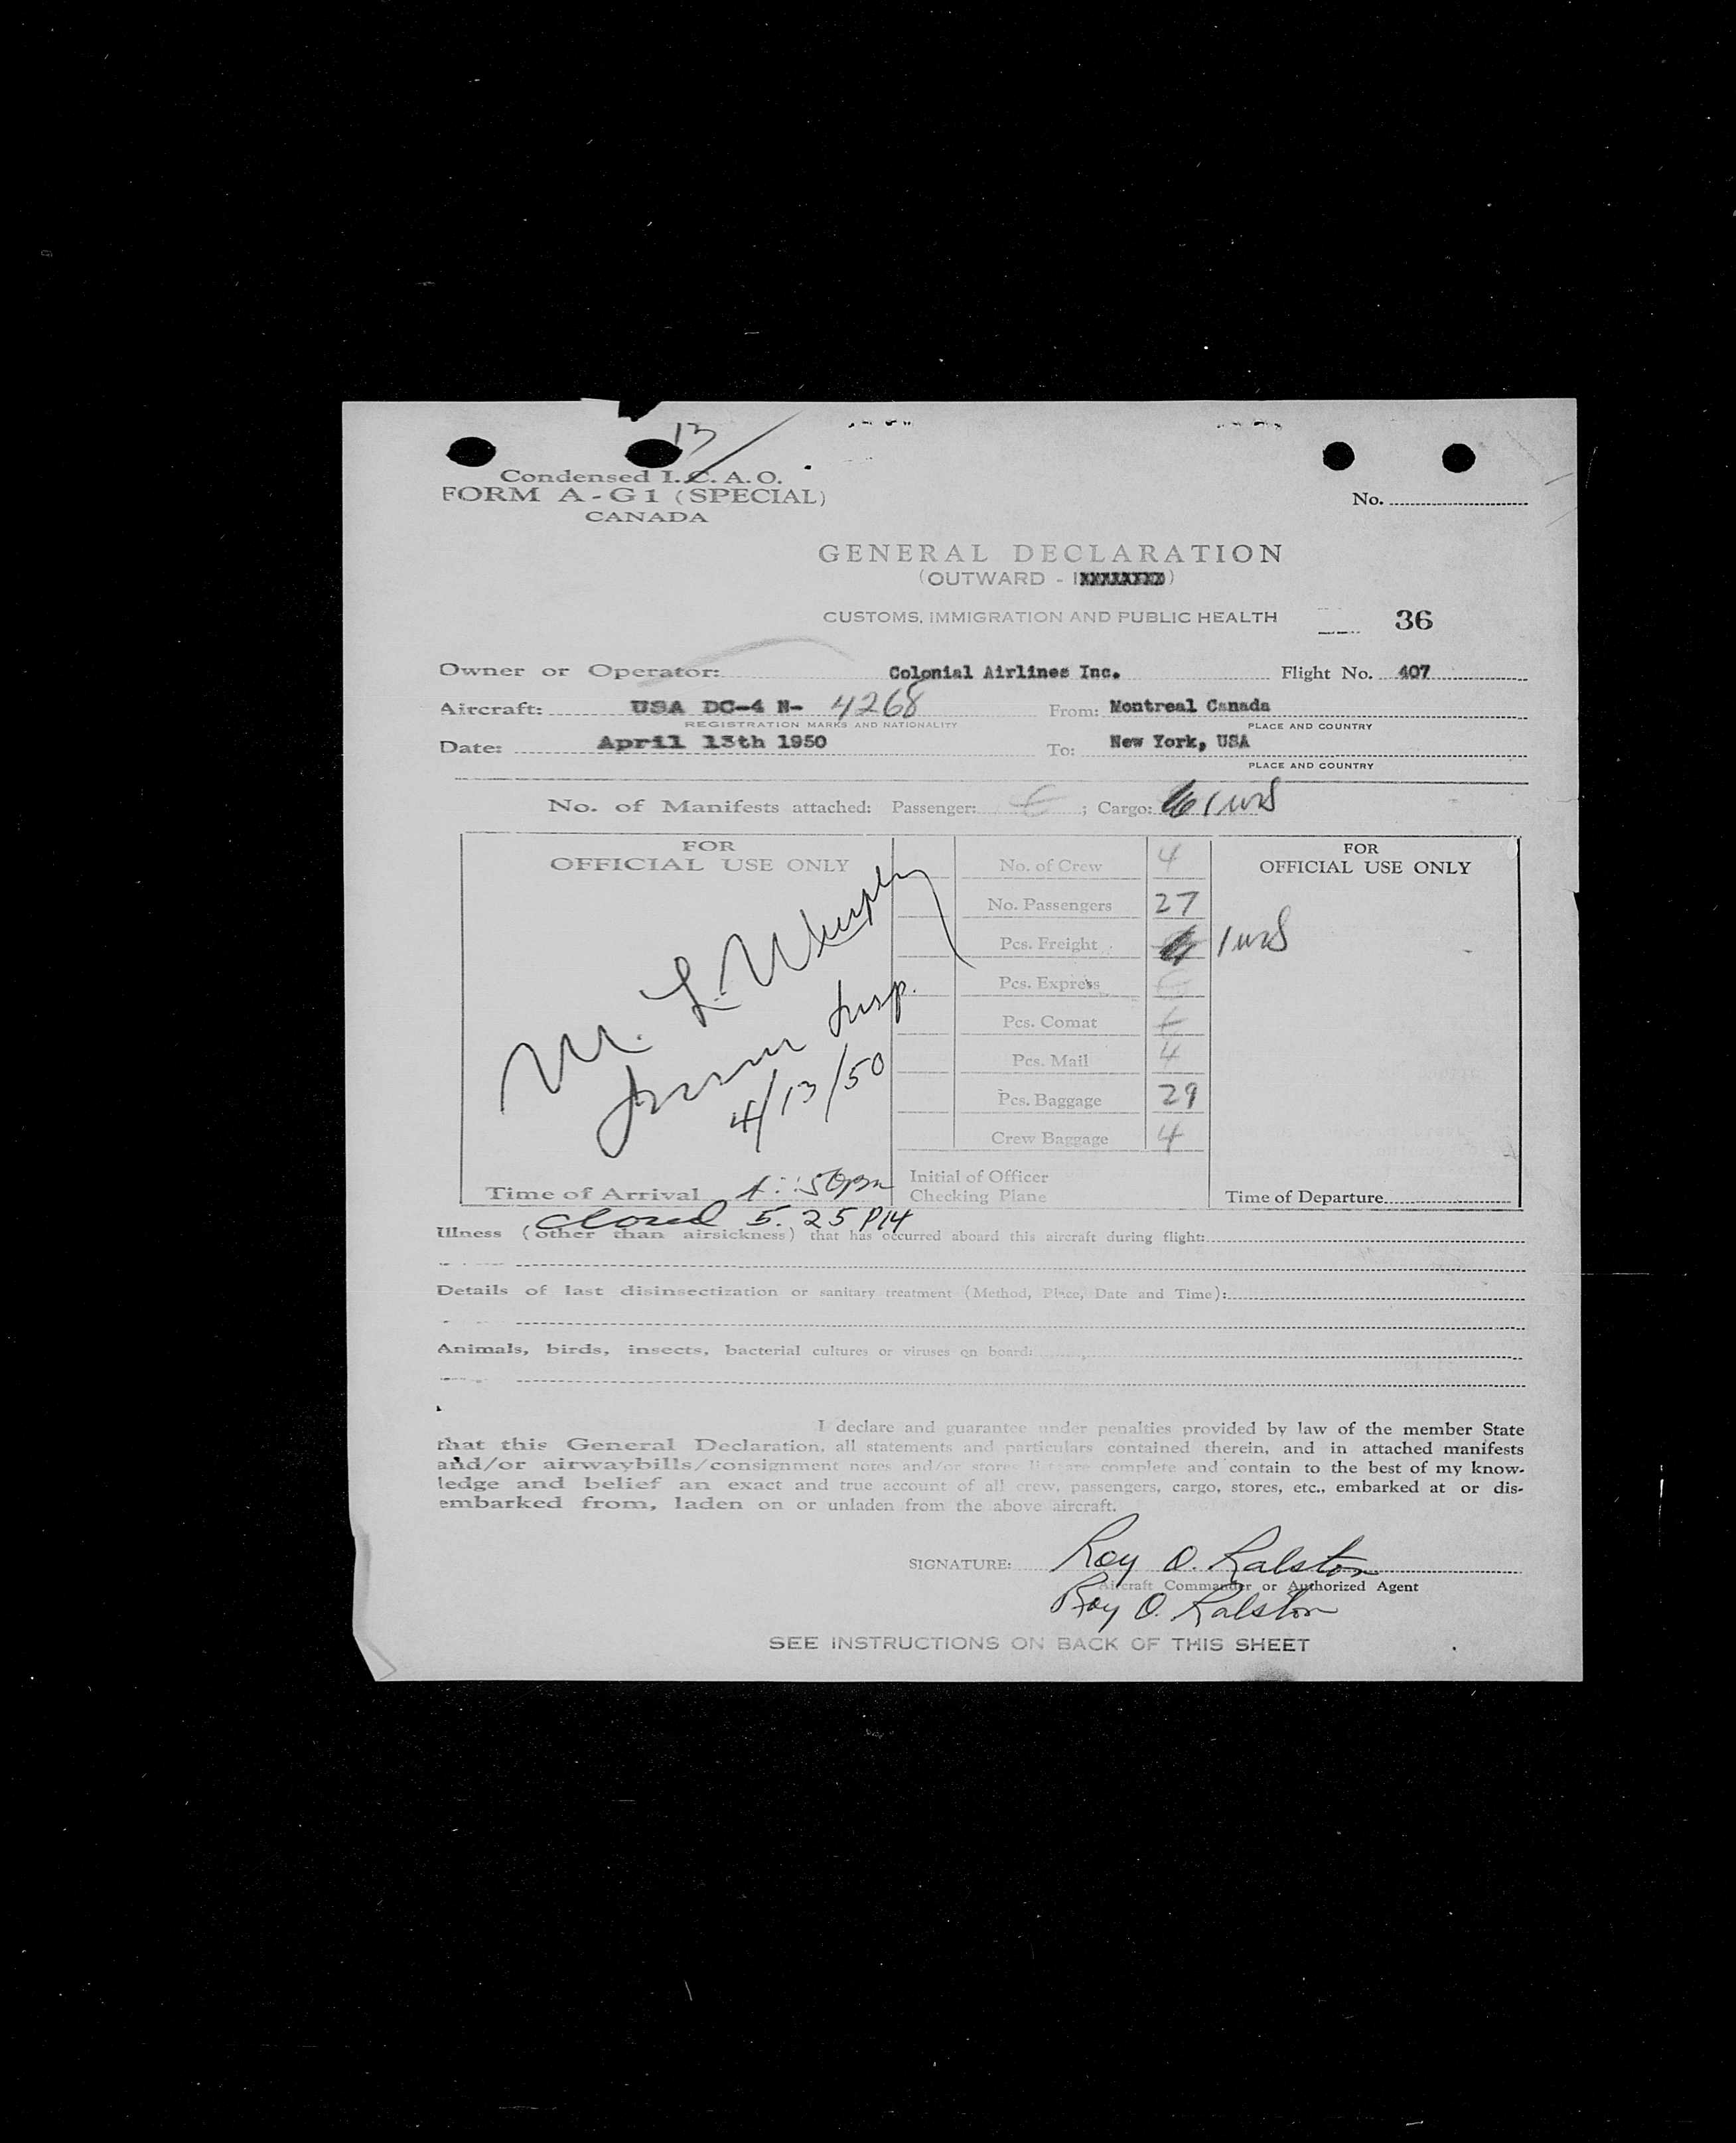 13
Condensed I. C. A. O.
FORM A - G 1 (SPECIAL)
CANADA
No.
GENERAL DECLARATION
(OUTWARD - IXXXXXXXX)
CUSTOMS, IMMIGRATION AND PUBLIC HEALTH 36
Owner or Operator: Colonial Airlines Inc. Flight No. 407
Aircraft: USA DC-4 N- 4268 From: Montreal Canada
REGISTRATION MARKS AND NATIONALITY PLACE AND COUNTRY
Date: April 13th 1950 To: New York, USA
PLACE AND COUNTRY
No. of Manifests attached: Passenger: ; Cargo: 1
FOR
OFFICIAL USE ONLY
M. L. Murphy
Imm Insp.
4/13/50
Time of Arrival :50pm
No. of Crew 4
No. Passengers 27
Pcs. Freight 1
Pcs. Express
Pcs. Comat
Pcs. Mail 4
Pcs. Baggage 29
Crew Baggage 4
Initial of Officer
Checking Plane
FOR
OFFICIAL USE ONLY
Time of Departure
closed 5.25 PM
Illness (other than airsickness) that has occurred aboard this aircraft during flight:
Details of last disinsectization or sanitary treatment (Method, Place, Date and Time):
Animals, birds, insects, bacterial cultures or viruses on board:
I declare and guarantee under penalties provided by law of the member State
that this General Declaration, all statements and particulars contained therein, and in attached manifests
and/or airwaybills/consignment notes and/or stores list are complete and contain to the best of my know-
ledge and belief an exact and true account of all crew, passengers, cargo, stores, etc., embarked at or dis-
embarked from, laden on or unladen from the above aircraft.
SIGNATURE: Roy O. Ralston
Aircraft Commander or Authorized Agent
Roy O. Ralston
SEE INSTRUCTIONS ON BACK OF THIS SHEET